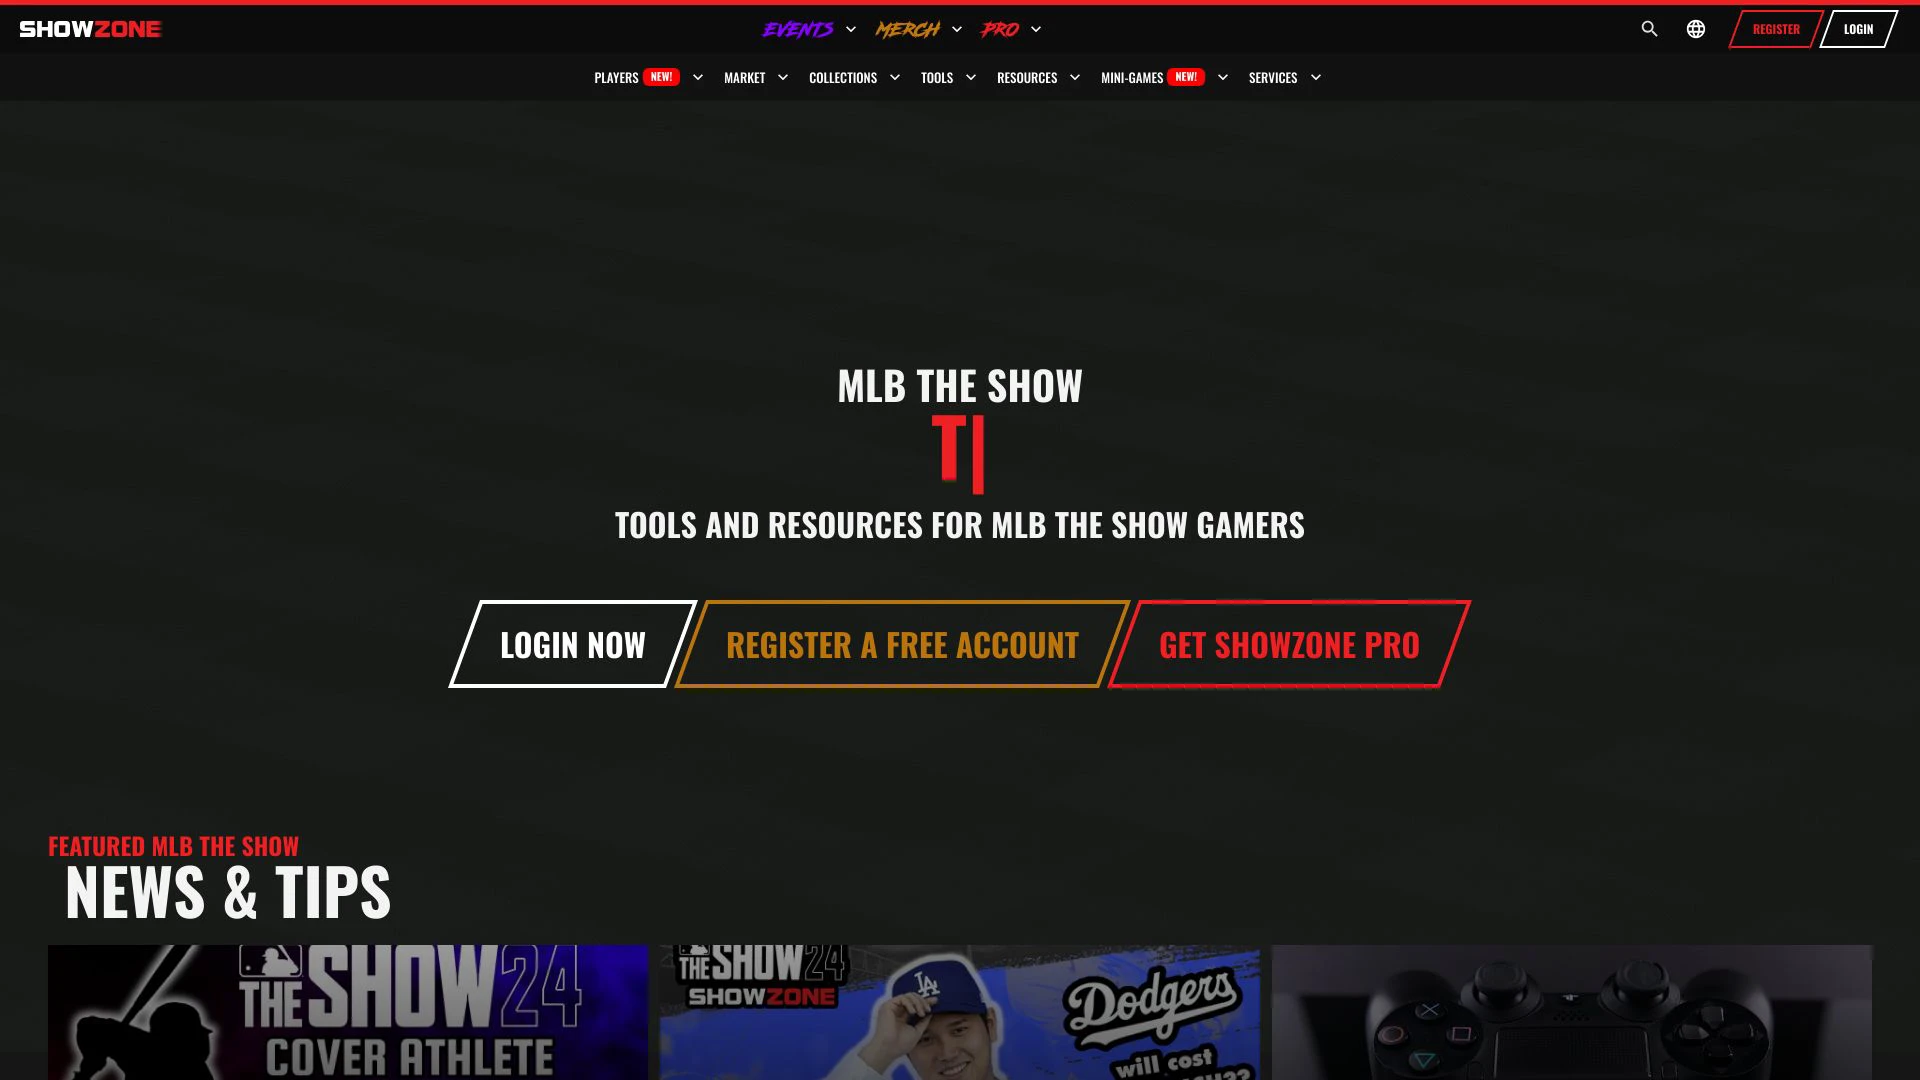 SHOWZONE
EVENTS MERCH PRO
REGISTER LOGIN
PLAYERS NEW! MARKET COLLECTIONS TOOLS RESOURCES MINI-GAMES NEW! SERVICES
MLB THE SHOW
T|
TOOLS AND RESOURCES FOR MLB THE SHOW GAMERS
LOGIN NOW REGISTER A FREE ACCOUNT GET SHOWZONE PRO
FEATURED MLB THE SHOW
NEWS & TIPS
THE SHOW 24
COVER ATHLETE
THE SHOW 24
SHOWZONE
LA
Dodgers
will cost